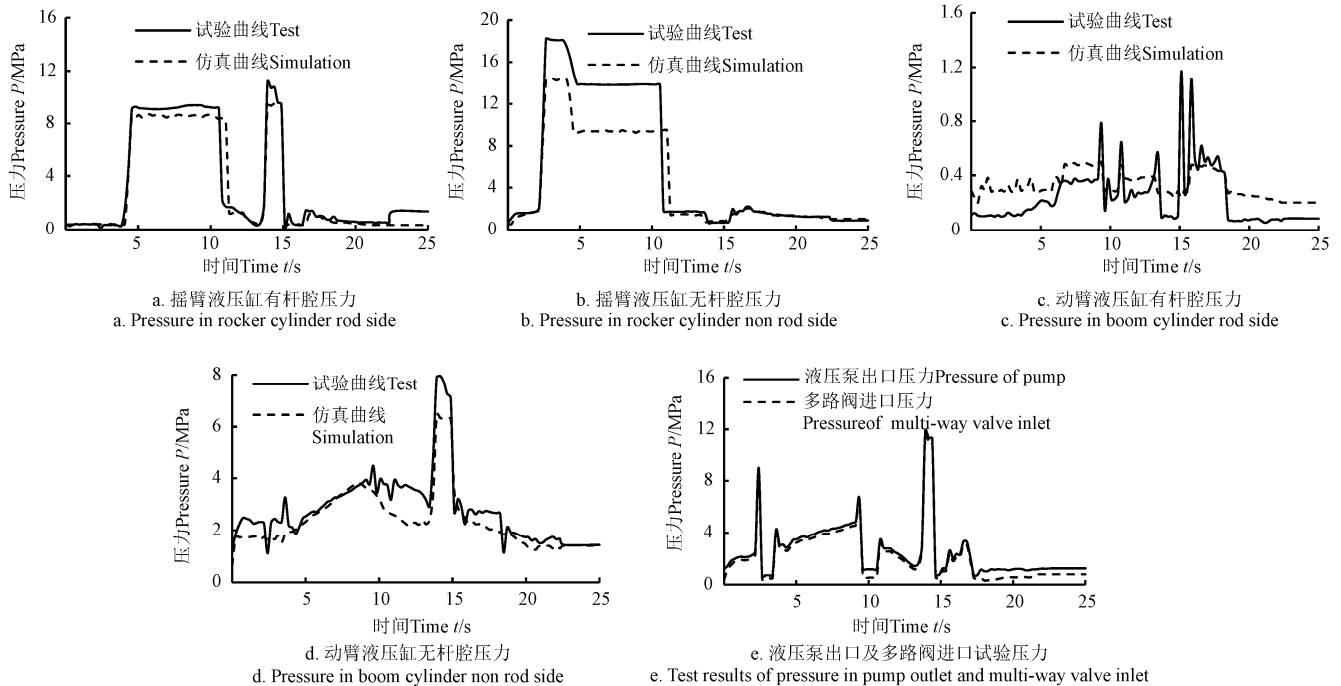 16
12
8
4
0
5
10
15
20
25
压力Pressure P/MPa
试验曲线Test
仿真曲线Simulation
时间Time t/s
a. 摇臂液压缸有杆腔压力
a. Pressure in rocker cylinder rod side
20
16
12
8
4
0
5
10
15
20
25
压力Pressure P/MPa
试验曲线Test
仿真曲线Simulation
时间Time t/s
b. 摇臂液压缸无杆腔压力
b. Pressure in rocker cylinder non rod side
1.6
1.2
0.8
0.4
0
5
10
15
20
25
压力Pressure P/MPa
试验曲线Test
仿真曲线Simulation
时间Time t/s
c. 动臂液压缸有杆腔压力
c. Pressure in boom cylinder rod side
8
6
4
2
0
5
10
15
20
25
压力Pressure P/MPa
试验曲线Test
仿真曲线
Simulation
时间Time t/s
d. 动臂液压缸无杆腔压力
d. Pressure in boom cylinder non rod side
16
12
8
4
0
5
10
15
20
25
压力Pressure P/MPa
液压泵出口压力Pressure of pump
多路阀进口压力
Pressureof multi-way valve inlet
时间Time t/s
e. 液压泵出口及多路阀进口试验压力
e. Test results of pressure in pump outlet and multi-way valve inlet